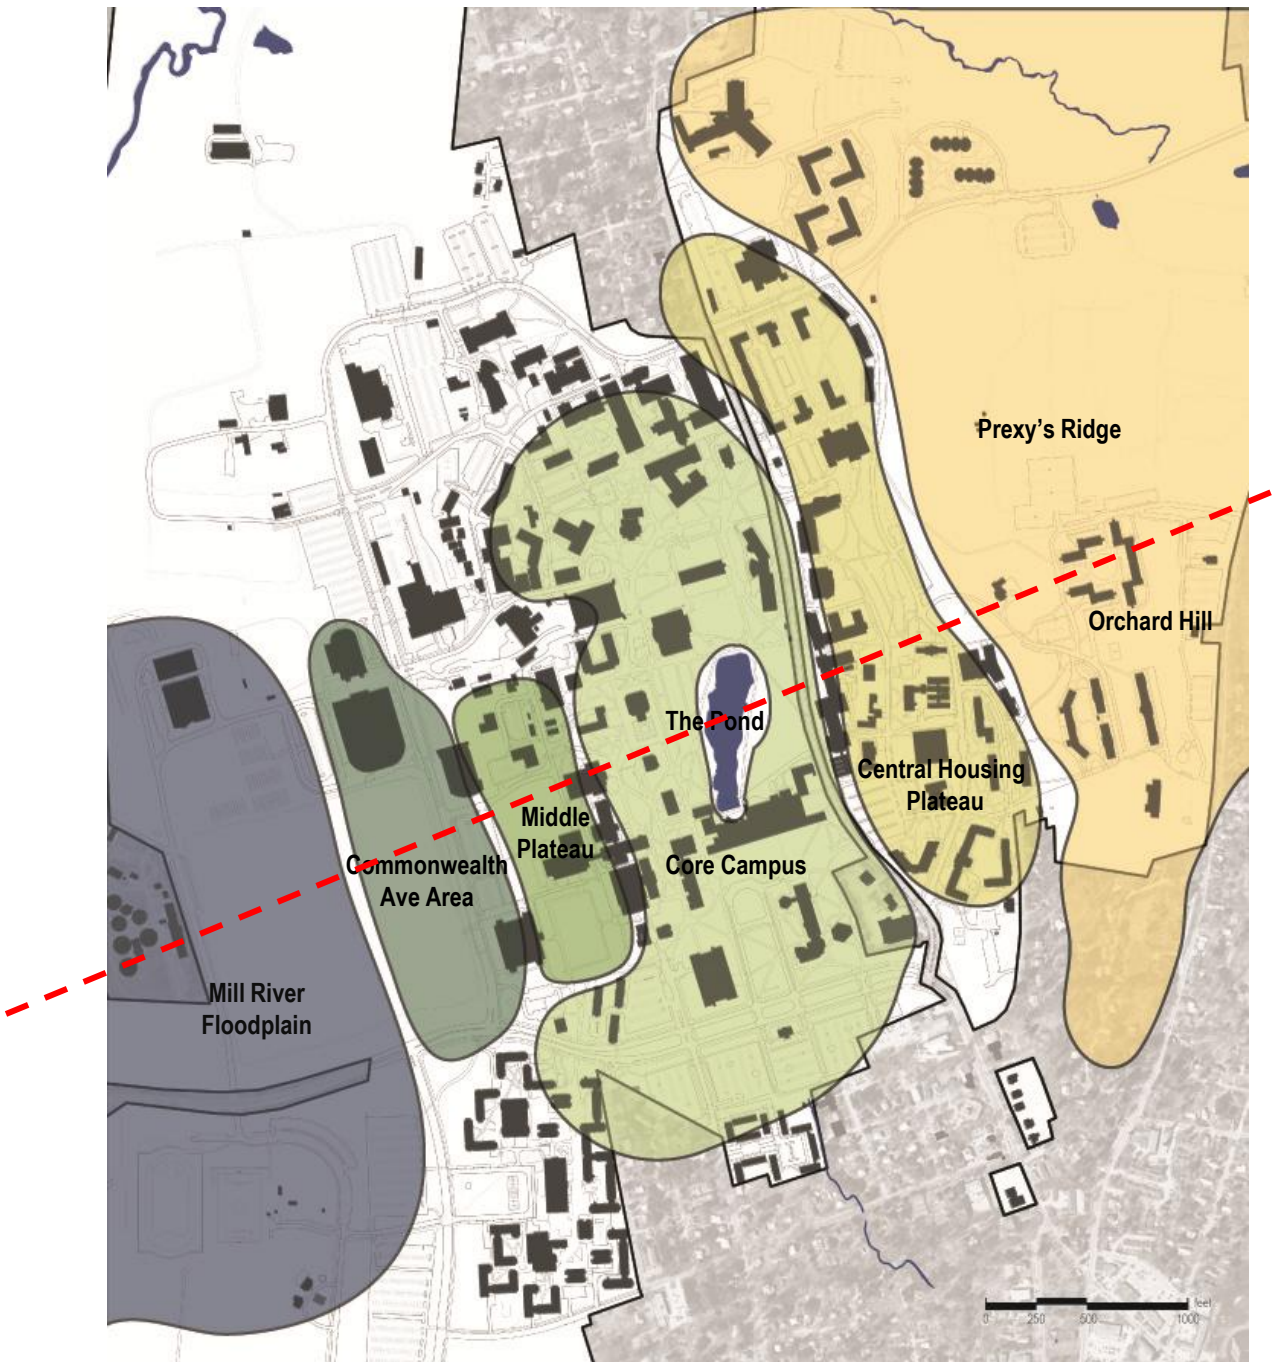 Prexy's Ridge
Orchard Hill
The Pond
Central Housing
Plateau
Middle
Plateau
Commonwealth
Ave Area
Core Campus
Mill River
Floodplain
feet
0 250 500 1000